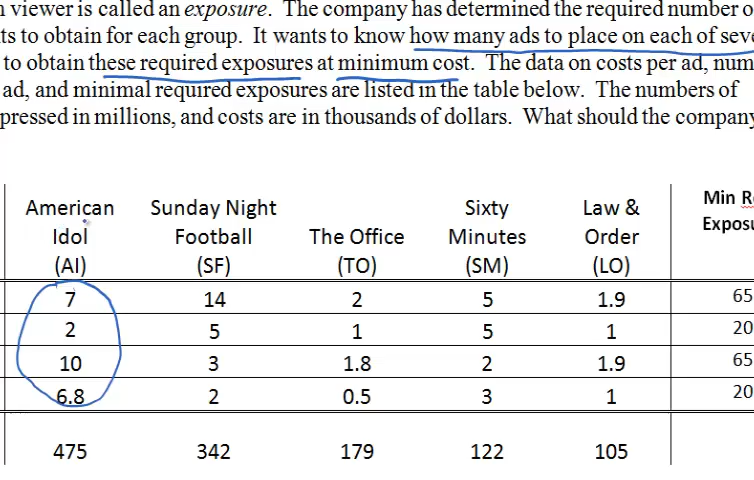 n viewer is called an exposure. The company has determined the required number o
ts to obtain for each group. It wants to know how many ads to place on each of seve
to obtain these required exposures at minimum cost. The data on costs per ad, num
ad, and minimal required exposures are listed in the table below. The numbers of
pressed in millions, and costs are in thousands of dollars. What should the company
American Idol (AI) Sunday Night Football (SF) The Office (TO) Sixty Minutes (SM) Law & Order (LO) Min R Exposu
7 14 2 5 1.9 65
2 5 1 5 1 20
10 3 1.8 2 1.9 65
6.8 2 0.5 3 1 20
475 342 179 122 105